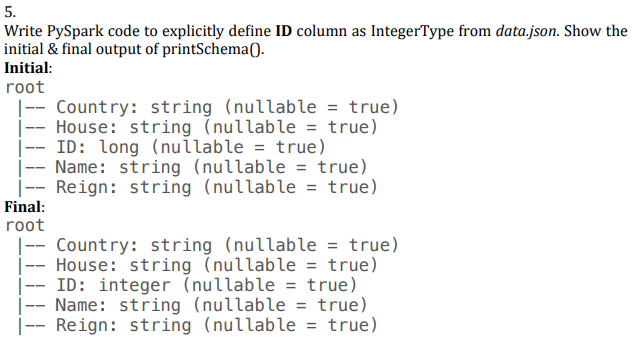 5.
Write PySpark code to explicitly define ID column as IntegerType from data.json. Show the
initial & final output of printSchema().
Initial:
root
|-- Country: string (nullable = true)
|-- House: string (nullable = true)
|-- ID: long (nullable = true)
|-- Name: string (nullable = true)
|-- Reign: string (nullable = true)
Final:
root
|-- Country: string (nullable = true)
|-- House: string (nullable = true)
|-- ID: integer (nullable = true)
|-- Name: string (nullable = true)
|-- Reign: string (nullable = true)